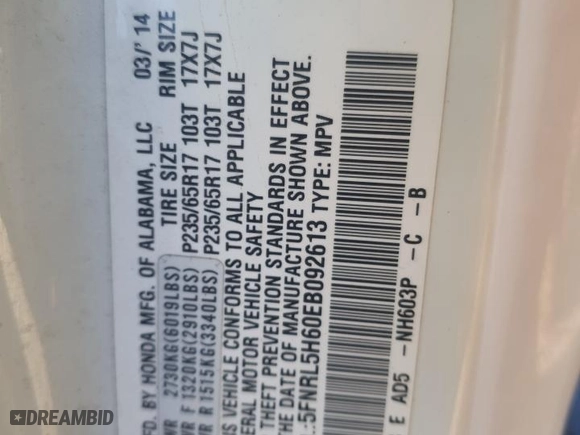 FD. BY HONDA MFG. OF ALABAMA, LLC 03/'14
WR 2730KG(6019LBS) TIRE SIZE RIM SIZE
WR F 1320KG(2910LBS) P235/65R17 103T 17X7J
WR R 1515KG(3340LBS) P235/65R17 103T 17X7J
IS VEHICLE CONFORMS TO ALL APPLICABLE
ERAL MOTOR VEHICLE SAFETY
THEFT PREVENTION STANDARDS IN EFFECT
THE DATE OF MANUFACTURE SHOWN ABOVE.
.:5FNRL5H60EB092613 TYPE: MPV
E AD5 -NH603P -C -B
DREAMBID